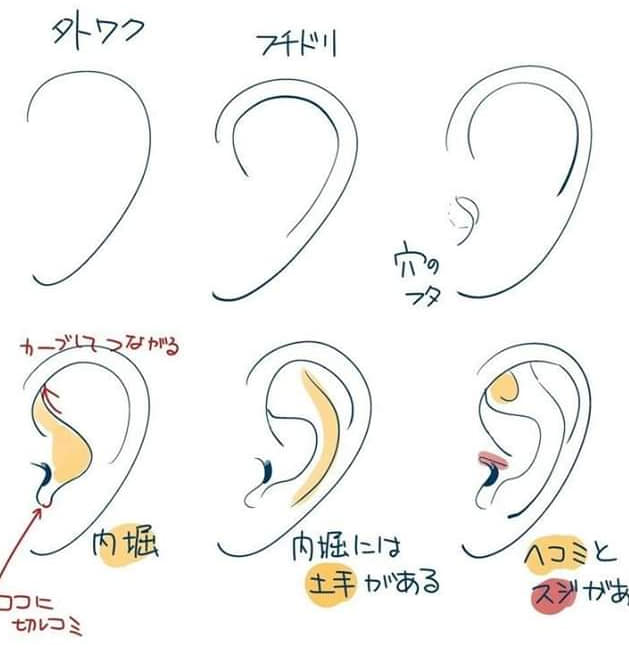 外トワク
フチドリ
穴の
フタ
カーブしてつながる
内堀
ココに
切レコミ
内堀には
土手がある
ヘコミと
スジがあ